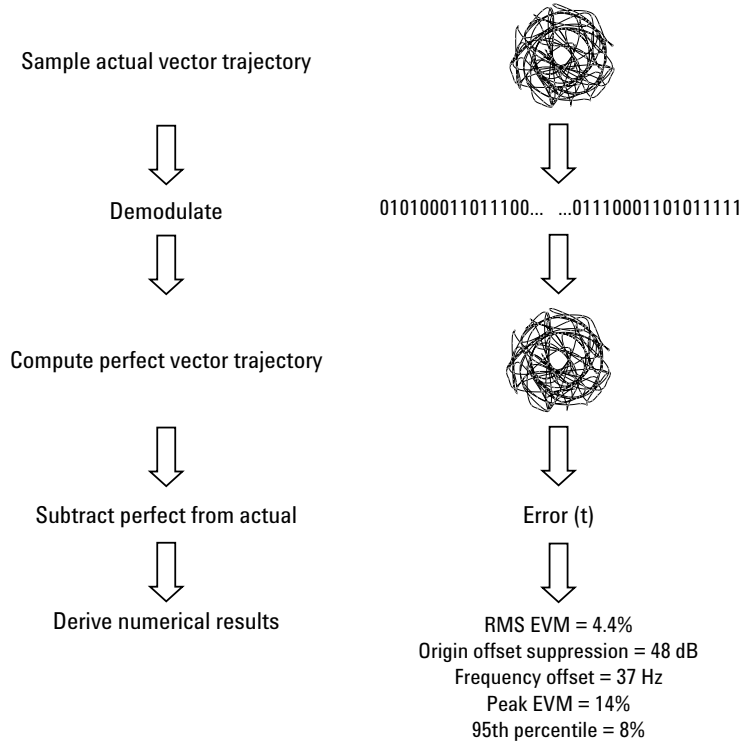 Sample actual vector trajectory
Demodulate
010100011011100... ...01110001101011111
Compute perfect vector trajectory
Subtract perfect from actual
Error (t)
Derive numerical results
RMS EVM = 4.4%
Origin offset suppression = 48 dB
Frequency offset = 37 Hz
Peak EVM = 14%
95th percentile = 8%